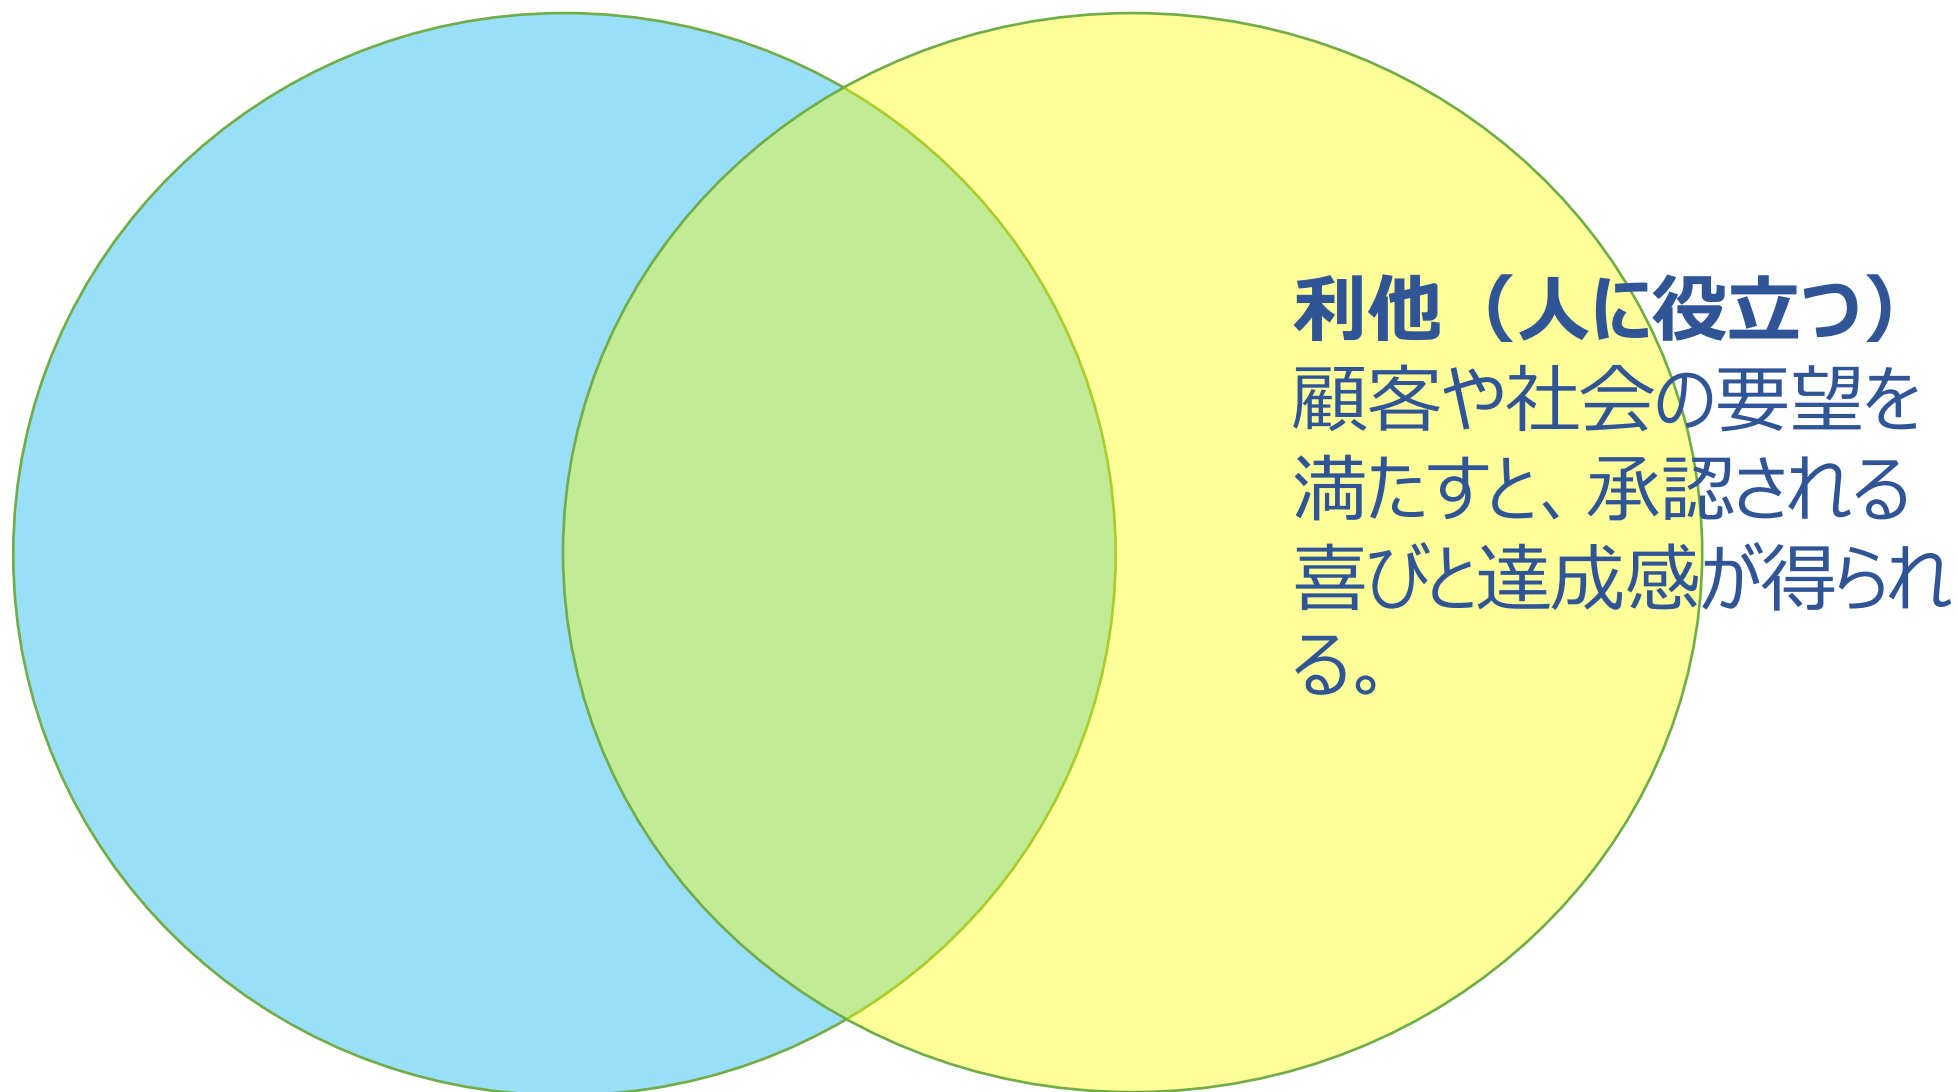 利他（人に役立つ）
顧客や社会の要望を
満たすと、承認される
喜びと達成感が得られ
る。